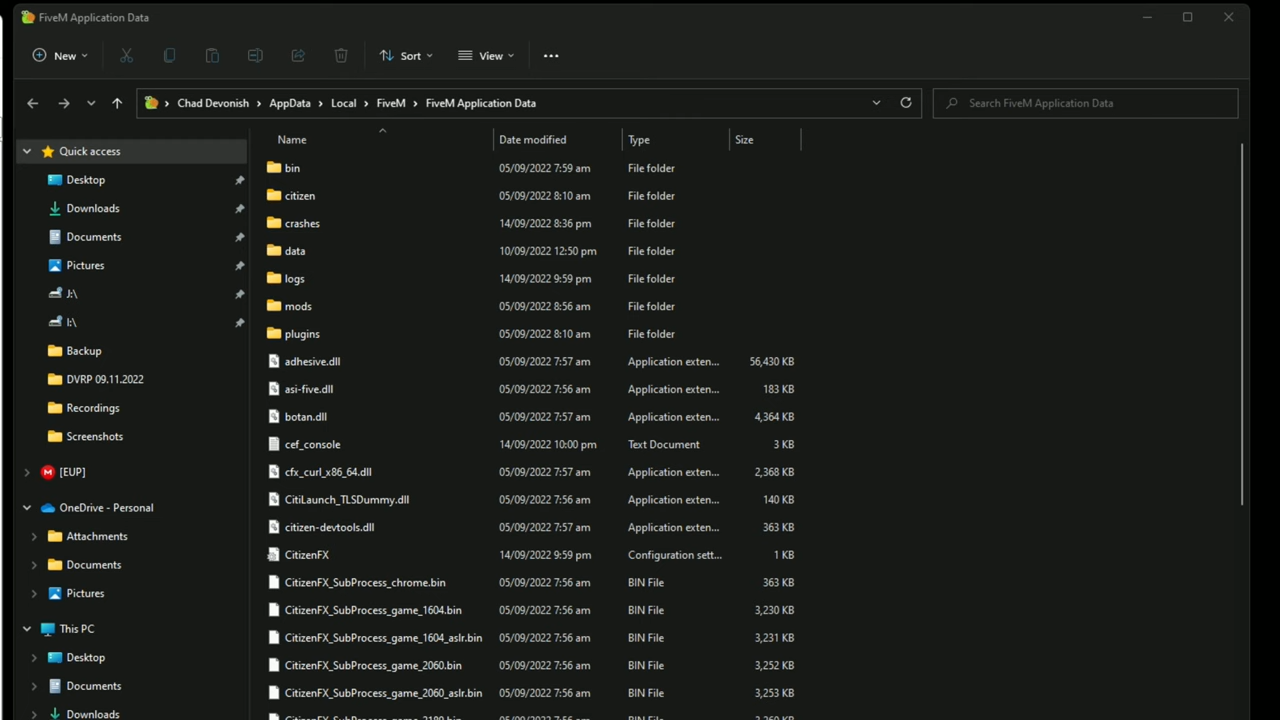 FiveM Application Data
New
Sort
View
Chad Devonish > AppData > Local > FiveM > FiveM Application Data
Search FiveM Application Data
Name Date modified Type Size
Quick access
Desktop
Downloads
Documents
Pictures
J:\
I:\
Backup
DVRP 09.11.2022
Recordings
Screenshots
[EUP]
OneDrive - Personal
Attachments
Documents
Pictures
This PC
Desktop
Documents
Downloads
bin 05/09/2022 7:59 am File folder
citizen 05/09/2022 8:10 am File folder
crashes 14/09/2022 8:36 pm File folder
data 10/09/2022 12:50 pm File folder
logs 14/09/2022 9:59 pm File folder
mods 05/09/2022 8:56 am File folder
plugins 05/09/2022 8:10 am File folder
adhesive.dll 05/09/2022 7:57 am Application exten... 56,430 KB
asi-five.dll 05/09/2022 7:56 am Application exten... 183 KB
botan.dll 05/09/2022 7:57 am Application exten... 4,364 KB
cef_console 14/09/2022 10:00 pm Text Document 3 KB
cfx_curl_x86_64.dll 05/09/2022 7:57 am Application exten... 2,368 KB
CitiLaunch_TLSDummy.dll 05/09/2022 7:56 am Application exten... 140 KB
citizen-devtools.dll 05/09/2022 7:56 am Application exten... 363 KB
CitizenFX 14/09/2022 9:59 pm Configuration sett... 1 KB
CitizenFX_SubProcess_chrome.bin 05/09/2022 7:56 am BIN File 363 KB
CitizenFX_SubProcess_game_1604.bin 05/09/2022 7:56 am BIN File 3,230 KB
CitizenFX_SubProcess_game_1604_aslr.bin 05/09/2022 7:56 am BIN File 3,231 KB
CitizenFX_SubProcess_game_2060.bin 05/09/2022 7:56 am BIN File 3,252 KB
CitizenFX_SubProcess_game_2060_aslr.bin 05/09/2022 7:56 am BIN File 3,253 KB